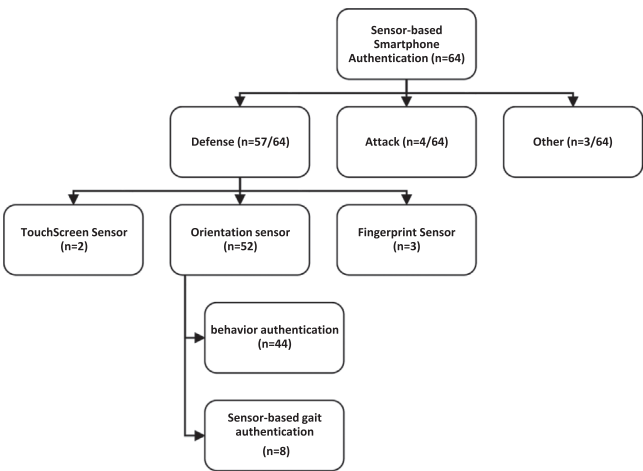 Sensor-based
Smartphone
Authentication (n=64)
Defense (n=57/64)
Attack (n=4/64)
Other (n=3/64)
TouchScreen Sensor
(n=2)
Orientation sensor
(n=52)
Fingerprint Sensor
(n=3)
behavior authentication
(n=44)
Sensor-based gait
authentication
(n=8)